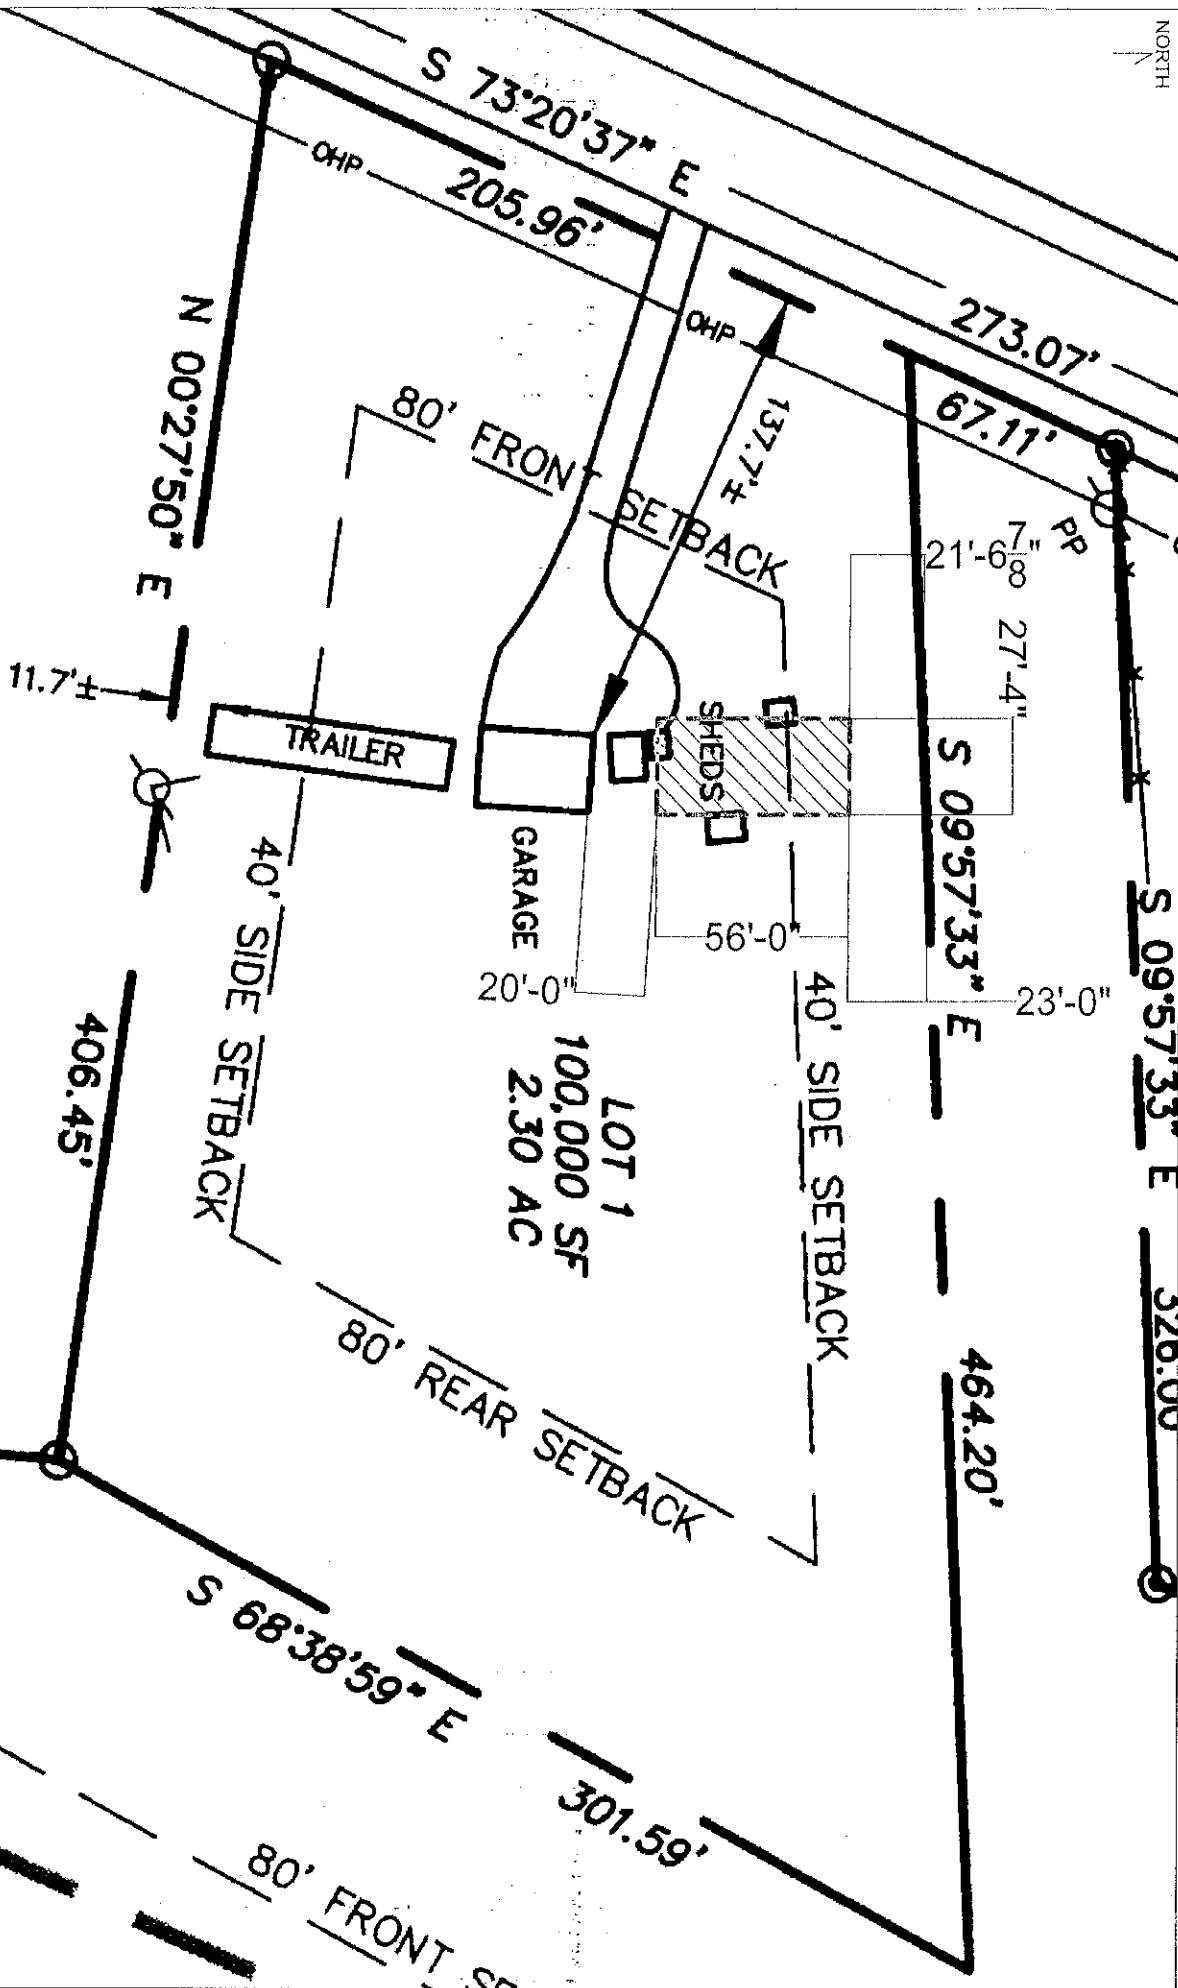 NORTH
S 73°20'37" E
273.07'
205.96'
67.11'
OHP
OHP
PP
137.7'±
80' FRONT SETBACK
N 00°27'50" E
406.45'
11.7'±
TRAILER
GARAGE
SHEDS
21'-6 7/8"
27'-4"
56'-0"
20'-0"
23'-0"
S 09°57'33" E
464.20'
S 09°57'33" E 326.00
40' SIDE SETBACK
40' SIDE SETBACK
LOT 1
100,000 SF
2.30 AC
80' REAR SETBACK
S 68°38'59" E
301.59'
80' FRONT SE